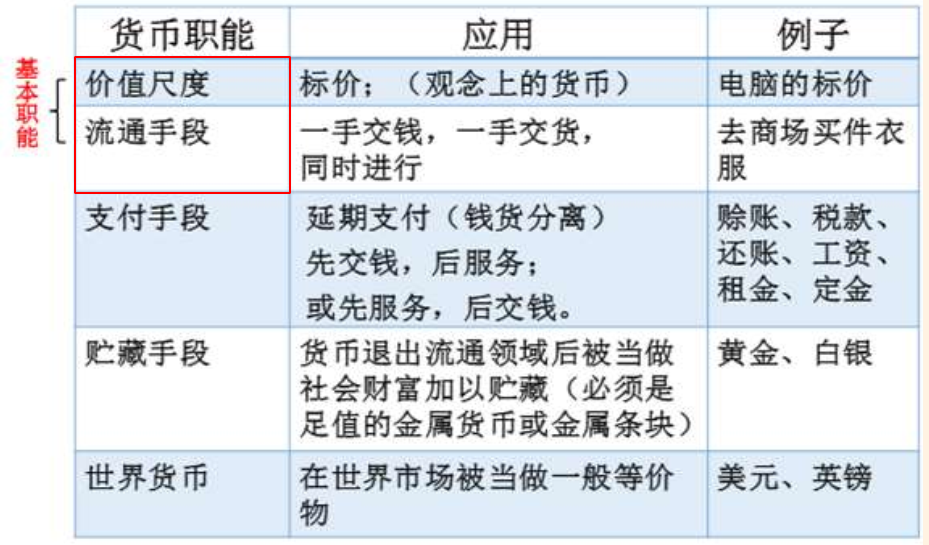 货币职能 应用 例子
基本职能
价值尺度 标价；（观念上的货币） 电脑的标价
流通手段 一手交钱，一手交货， 去商场买件衣
同时进行 服
支付手段 延期支付（钱货分离） 赊账、税款、
先交钱，后服务； 还账、工资、
或先服务，后交钱。 租金、定金
贮藏手段 货币退出流通领域后被当做 黄金、白银
社会财富加以贮藏（必须是
足值的金属货币或金属条块）
世界货币 在世界市场被当做一般等价 美元、英镑
物